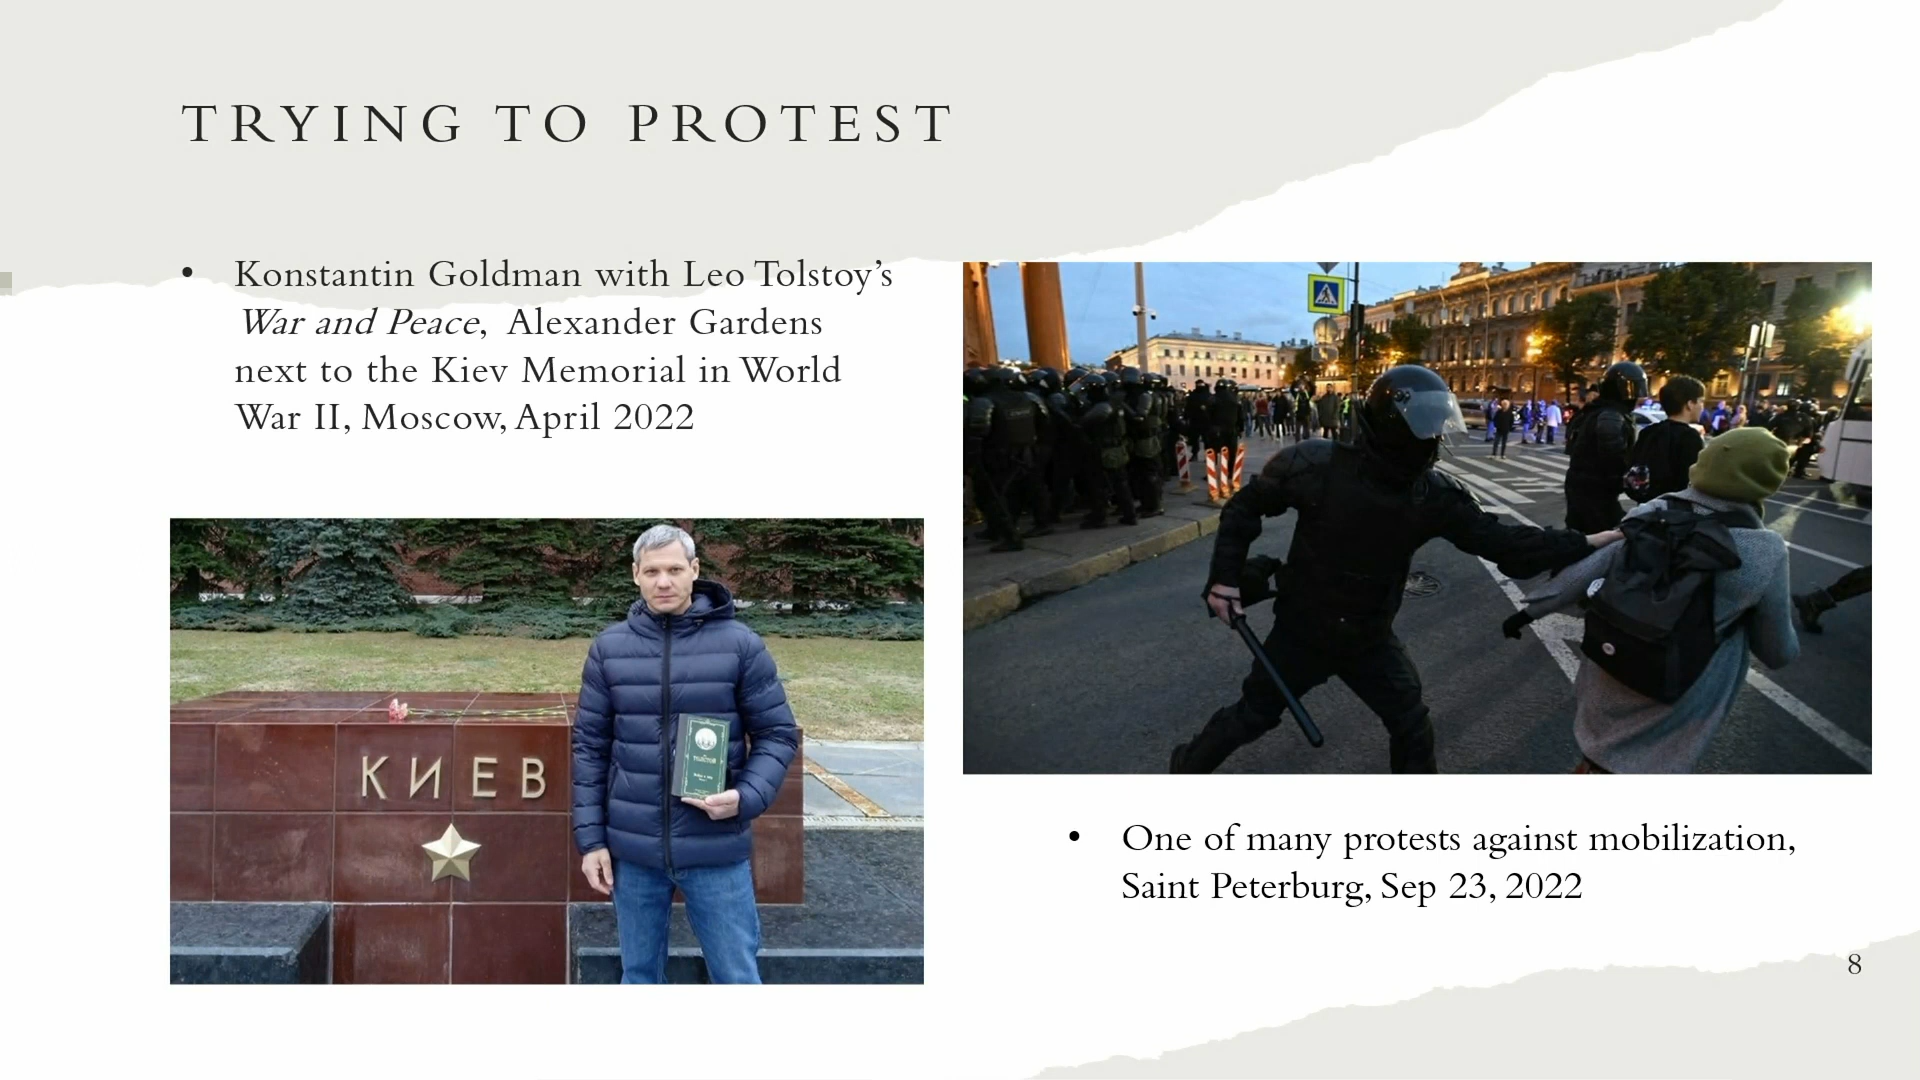 TRYING TO PROTEST
• Konstantin Goldman with Leo Tolstoy’s
War and Peace, Alexander Gardens
next to the Kiev Memorial in World
War II, Moscow, April 2022
КИЕВ
ТОЛСТОЙ
• One of many protests against mobilization,
Saint Peterburg, Sep 23, 2022
8